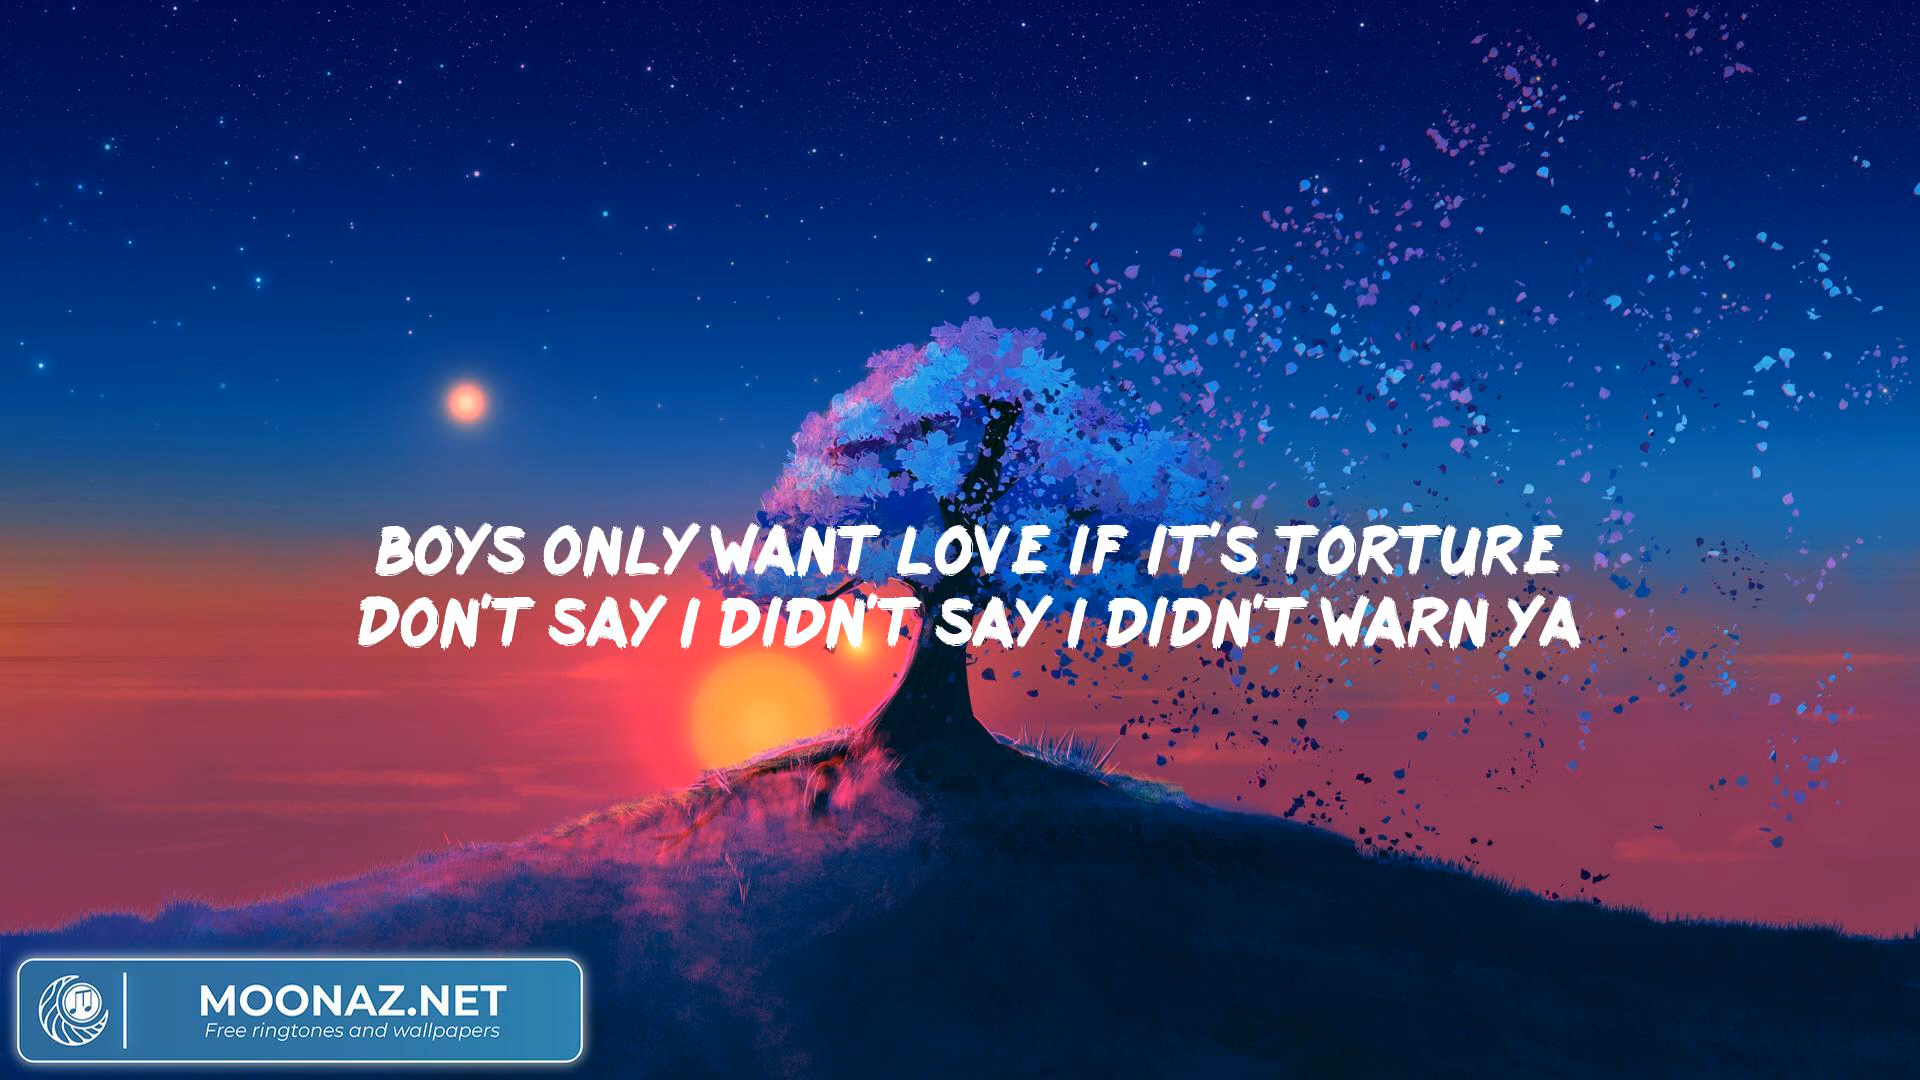 BOYS ONLY WANT LOVE IF IT'S TORTURE
DON'T SAY I DIDN'T SAY I DIDN'T WARN YA
MOONAZ.NET
Free ringtones and wallpapers